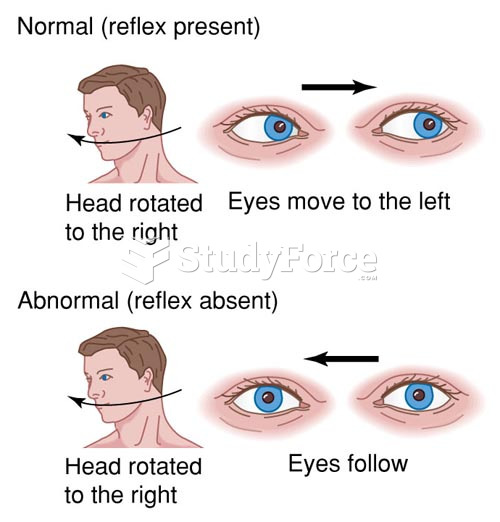 Normal (reflex present)
Head rotated
to the right
Eyes move to the left
StudyForce
.COM
Abnormal (reflex absent)
Head rotated
to the right
Eyes follow